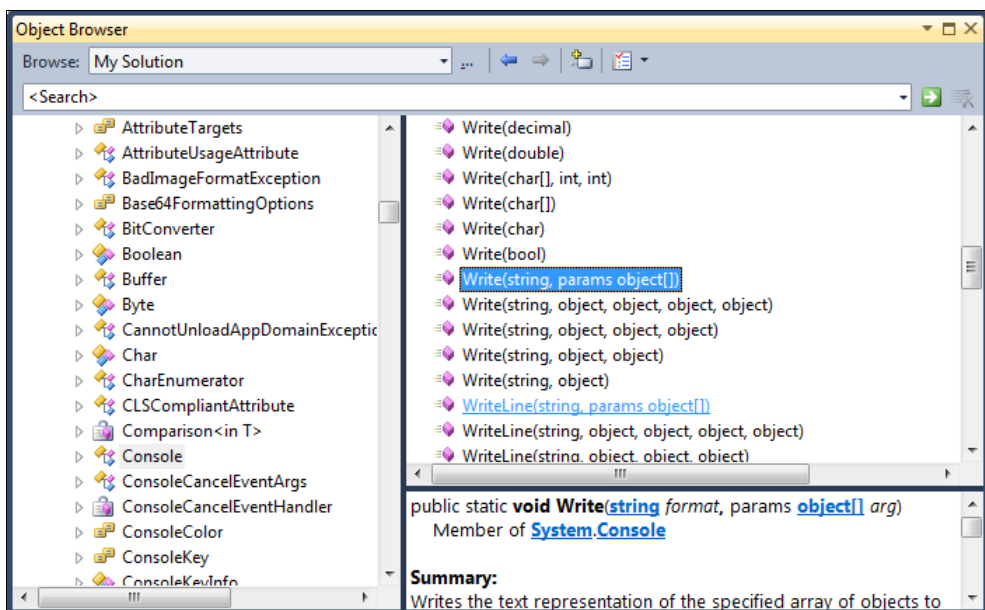 Object Browser
Browse: My Solution
...
<Search>
AttributeTargets
AttributeUsageAttribute
BadImageFormatException
Base64FormattingOptions
BitConverter
Boolean
Buffer
Byte
CannotUnloadAppDomainExceptic
Char
CharEnumerator
CLSCompliantAttribute
Comparison<in T>
Console
ConsoleCancelEventArgs
ConsoleCancelEventHandler
ConsoleColor
ConsoleKey
ConsoleKeyInfo
Write(decimal)
Write(double)
Write(char[], int, int)
Write(char[])
Write(char)
Write(bool)
Write(string, params object[])
Write(string, object, object, object, object)
Write(string, object, object, object)
Write(string, object, object)
Write(string, object)
WriteLine(string, params object[])
WriteLine(string, object, object, object, object)
WriteLine(string, object, object, object)
public static void Write(string format, params object[] arg)
Member of System.Console
Summary:
Writes the text representation of the specified array of objects to